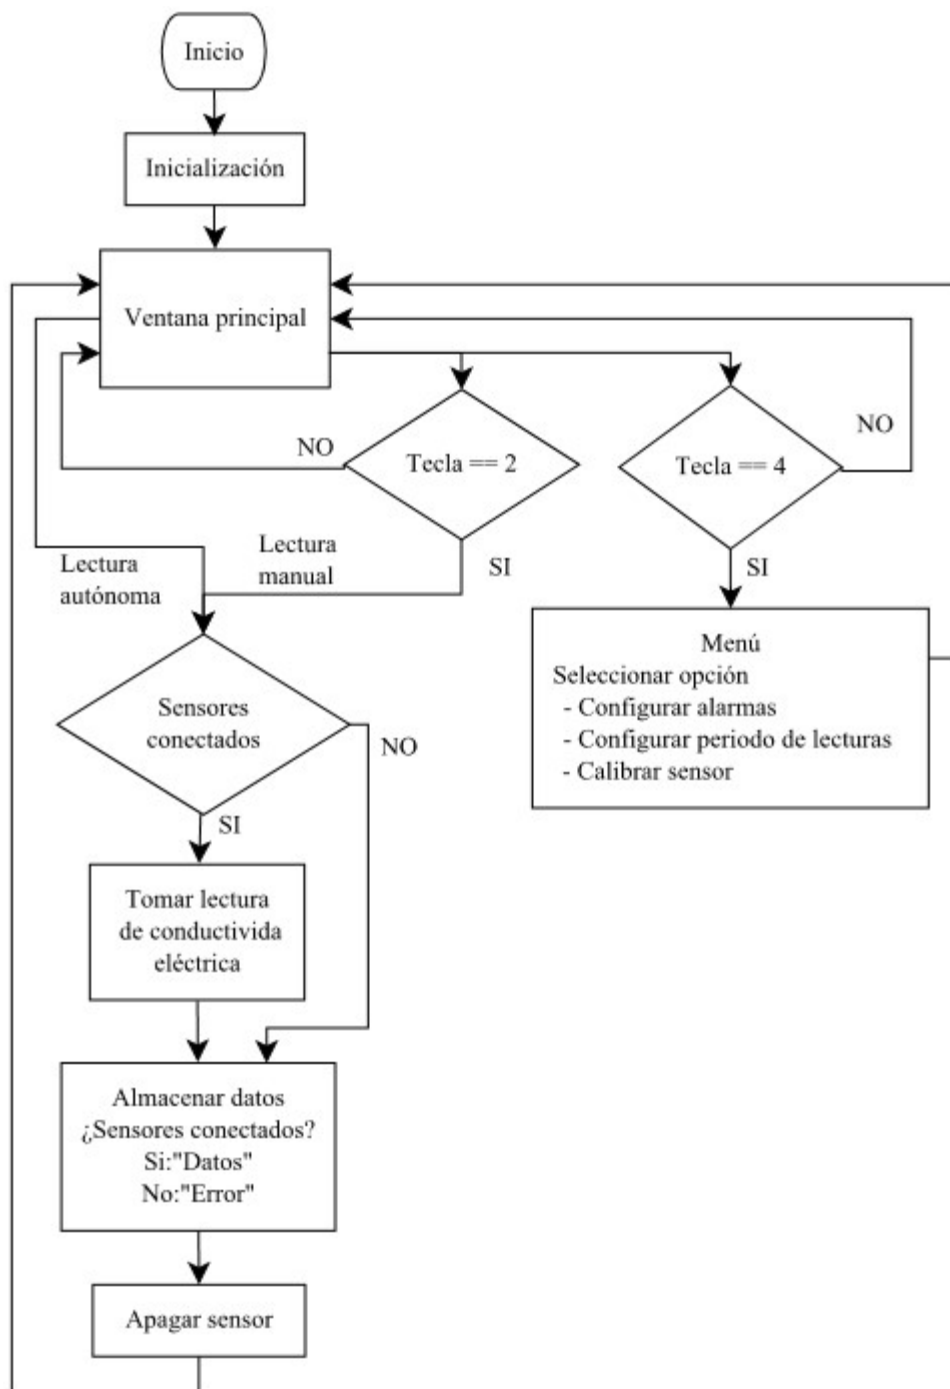 Inicio
Inicialización
Ventana principal
NO
Tecla == 2
Tecla == 4
NO
Lectura
manual
SI
SI
Lectura
autónoma
Menú
Seleccionar opción
- Configurar alarmas
- Configurar periodo de lecturas
- Calibrar sensor
Sensores
conectados
NO
SI
Tomar lectura
de conductivida
eléctrica
Almacenar datos
¿Sensores conectados?
Si:"Datos"
No:"Error"
Apagar sensor